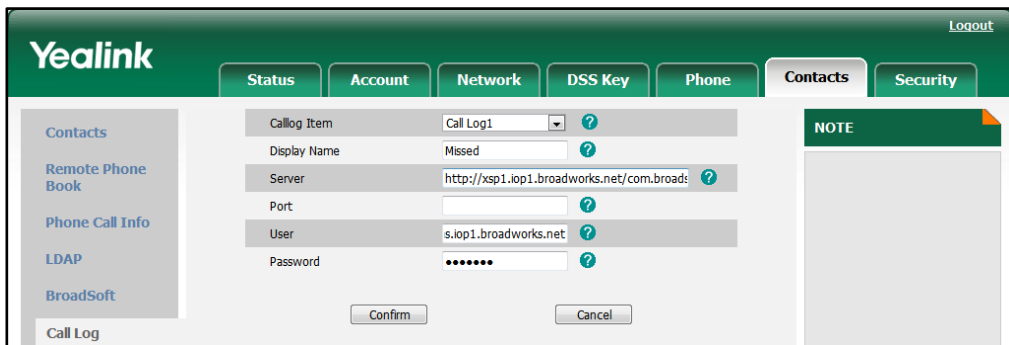 Logout
Yealink
Status Account Network DSS Key Phone Contacts Security
Contacts
Remote Phone
Book
Phone Call Info
LDAP
BroadSoft
Call Log
Callog Item Call Log1 ?
Display Name Missed ?
Server http://xsp1.iop1.broadworks.net/com.broads ?
Port ?
User s.iop1.broadworks.net ?
Password ••••••• ?
Confirm Cancel
NOTE